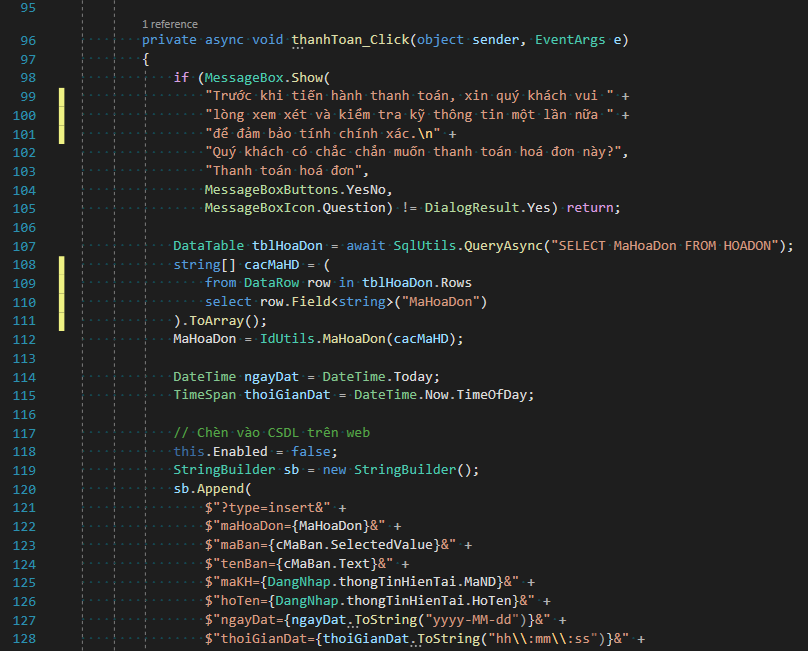 95
1 reference
96 private async void thanhToan_Click(object sender, EventArgs e)
97 {
98 if (MessageBox.Show(
99 "Trước khi tiến hành thanh toán, xin quý khách vui " +
100 "lòng xem xét và kiểm tra kỹ thông tin một lần nữa " +
101 "để đảm bảo tính chính xác.\n" +
102 "Quý khách có chắc chắn muốn thanh toán hoá đơn này?",
103 "Thanh toán hoá đơn",
104 MessageBoxButtons.YesNo,
105 MessageBoxIcon.Question) != DialogResult.Yes) return;
106
107 DataTable tblHoaDon = await SqlUtils.QueryAsync("SELECT MaHoaDon FROM HOADON");
108 string[] cacMaHD = (
109 from DataRow row in tblHoaDon.Rows
110 select row.Field<string>("MaHoaDon")
111 ).ToArray();
112 MaHoaDon = IdUtils.MaHoaDon(cacMaHD);
113
114 DateTime ngayDat = DateTime.Today;
115 TimeSpan thoiGianDat = DateTime.Now.TimeOfDay;
116
117 // Chèn vào CSDL trên web
118 this.Enabled = false;
119 StringBuilder sb = new StringBuilder();
120 sb.Append(
121 $"?type=insert&" +
122 $"maHoaDon={MaHoaDon}&" +
123 $"maBan={cMaBan.SelectedValue}&" +
124 $"tenBan={cMaBan.Text}&" +
125 $"maKH={DangNhap.thongTinHienTai.MaND}&" +
126 $"hoTen={DangNhap.thongTinHienTai.HoTen}&" +
127 $"ngayDat={ngayDat.ToString("yyyy-MM-dd")}&" +
128 $"thoiGianDat={thoiGianDat.ToString("hh\\:mm\\:ss")}&" +